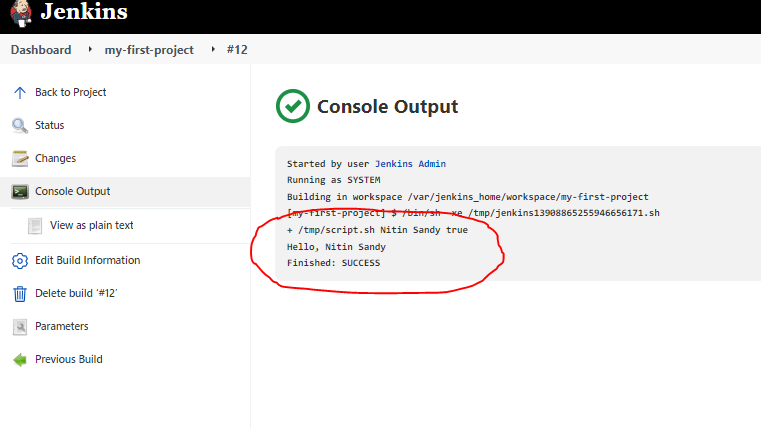 Jenkins
Dashboard my-first-project #12
Back to Project
Status
Changes
Console Output
View as plain text
Edit Build Information
Delete build ‘#12’
Parameters
Previous Build
Console Output
Started by user Jenkins Admin
Running as SYSTEM
Building in workspace /var/jenkins_home/workspace/my-first-project
[my-first-project] $ /bin/sh -xe /tmp/jenkins13908865255946656171.sh
+ /tmp/script.sh Nitin Sandy true
Hello, Nitin Sandy
Finished: SUCCESS